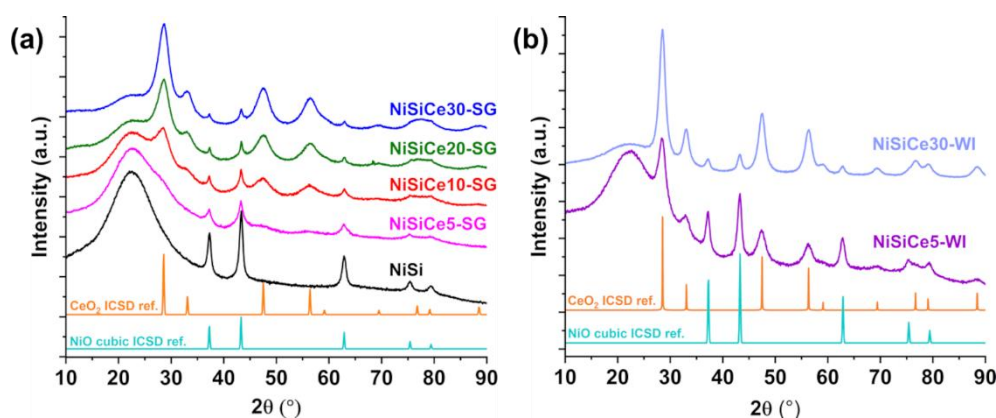 (a)
Intensity (a.u.)
NiSiCe30-SG
NiSiCe20-SG
NiSiCe10-SG
NiSiCe5-SG
NiSi
CeO₂ ICSD ref.
NiO cubic ICSD ref.
10 20 30 40 50 60 70 80 90
2θ (°)
(b)
Intensity (a.u.)
NiSiCe30-WI
NiSiCe5-WI
CeO₂ ICSD ref.
NiO cubic ICSD ref.
10 20 30 40 50 60 70 80 90
2θ (°)